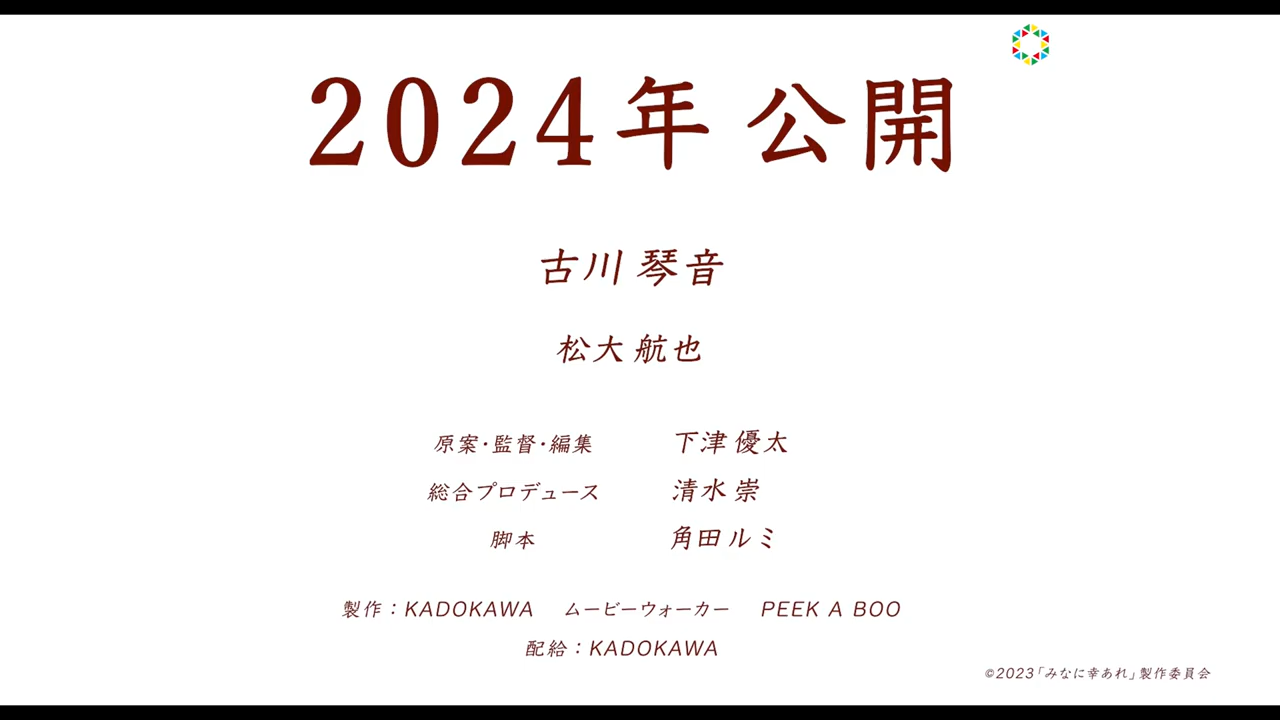 2024年 公開
古川 琴音
松大 航也
原案・監督・編集 下津 優太
総合プロデュース 清水 崇
脚本 角田 ルミ
製作：KADOKAWA ムービーウォーカー PEEK A BOO
配給：KADOKAWA
©2023「みなに幸あれ」製作委員会